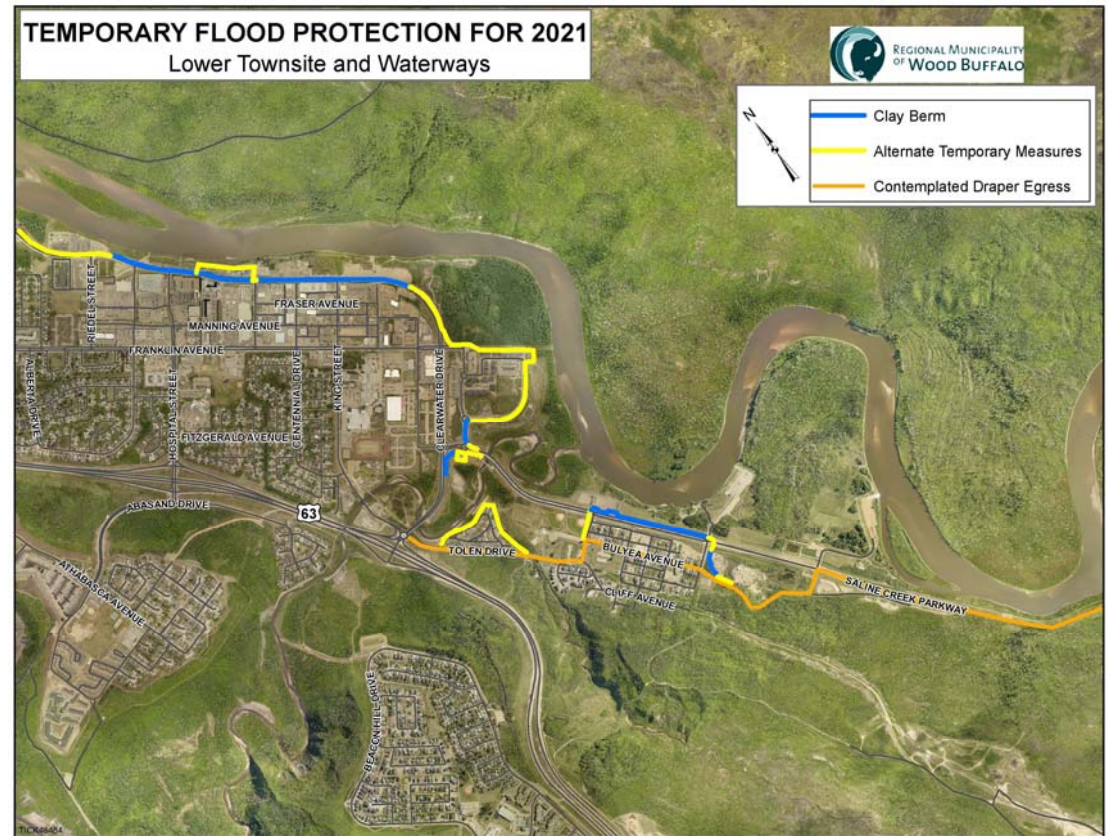 TEMPORARY FLOOD PROTECTION FOR 2021
Lower Townsite and Waterways
REGIONAL MUNICIPALITY
OF WOOD BUFFALO
N
Clay Berm
Alternate Temporary Measures
Contemplated Draper Egress
RIEDEL STREET
FRASER AVENUE
MANNING AVENUE
FRANKLIN AVENUE
ALBERTA DRIVE
HOSPITAL STREET
CENTENNIAL DRIVE
KING STREET
CLEARWATER DRIVE
FITZGERALD AVENUE
ABASAND DRIVE
63
TOLEN DRIVE
BULYEA AVENUE
CLIFF AVENUE
SALINE CREEK PARKWAY
ATHABASCA AVENUE
BEACON HILL DRIVE